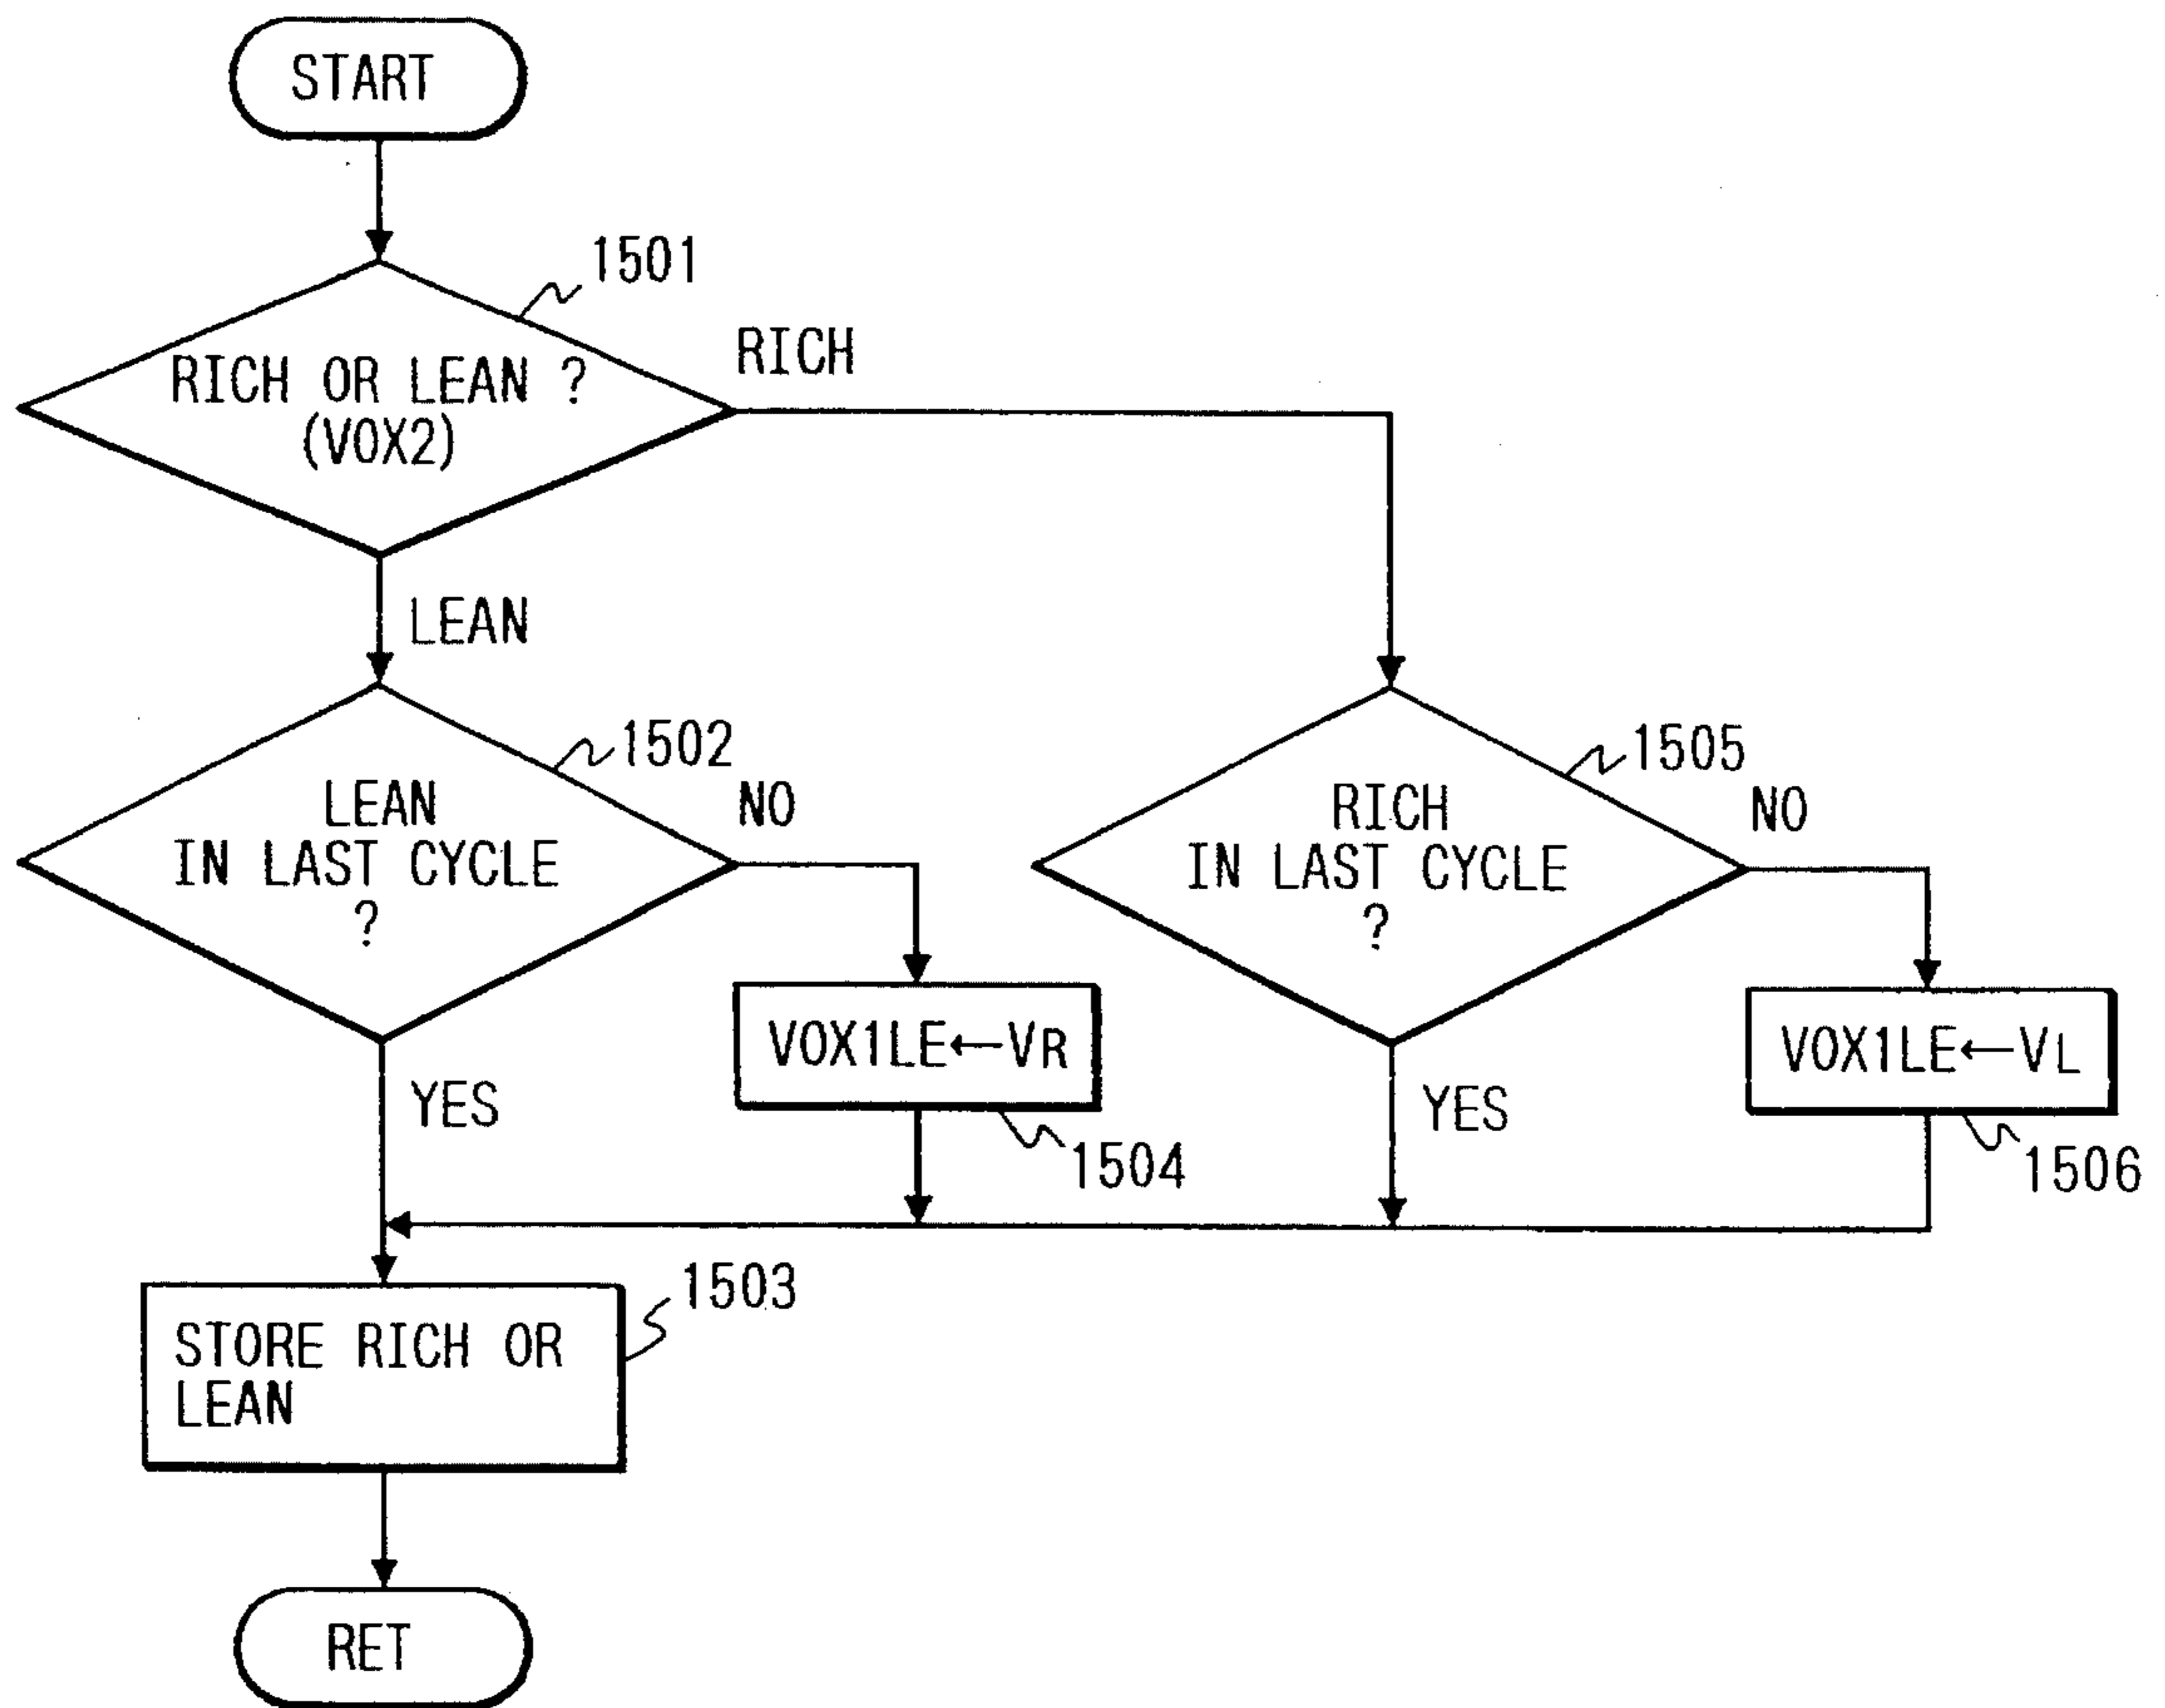 START
1501
RICH OR LEAN ?
(VOX2)
RICH
LEAN
1502
LEAN
IN LAST CYCLE
?
NO
1505
RICH
IN LAST CYCLE
?
NO
VOX1LE←VR
VOX1LE←VL
YES
1504
YES
1506
1503
STORE RICH OR
LEAN
RET